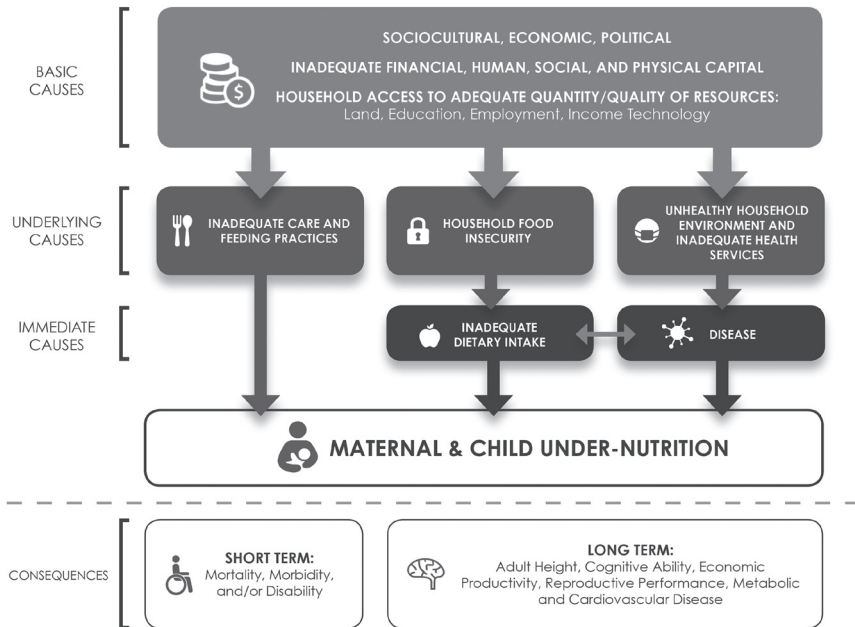 BASIC
CAUSES
SOCIOCULTURAL, ECONOMIC, POLITICAL
INADEQUATE FINANCIAL, HUMAN, SOCIAL, AND PHYSICAL CAPITAL
HOUSEHOLD ACCESS TO ADEQUATE QUANTITY/QUALITY OF RESOURCES:
Land, Education, Employment, Income Technology
$
UNDERLYING
CAUSES
INADEQUATE CARE AND
FEEDING PRACTICES
HOUSEHOLD FOOD
INSECURITY
UNHEALTHY HOUSEHOLD
ENVIRONMENT AND
INADEQUATE HEALTH
SERVICES
IMMEDIATE
CAUSES
INADEQUATE
DIETARY INTAKE
DISEASE
MATERNAL & CHILD UNDER-NUTRITION
CONSEQUENCES
SHORT TERM:
Mortality, Morbidity,
and/or Disability
LONG TERM:
Adult Height, Cognitive Ability, Economic
Productivity, Reproductive Performance, Metabolic
and Cardiovascular Disease